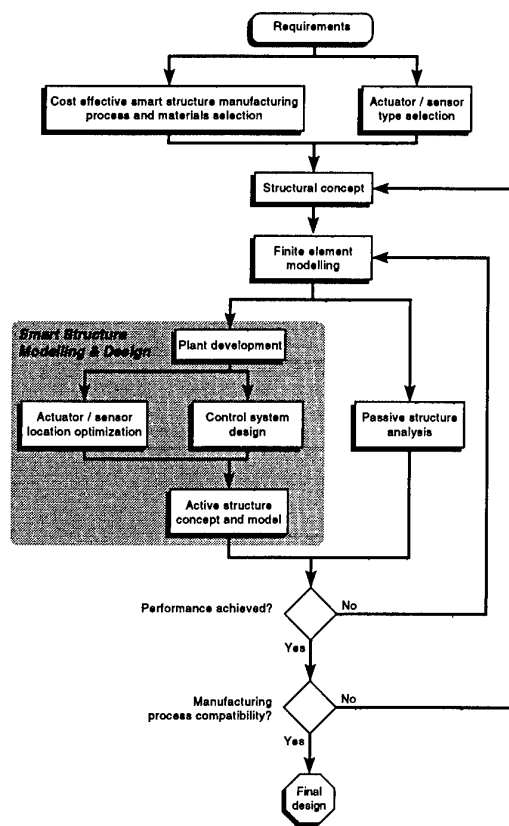 Requirements
Cost effective smart structure manufacturing
process and materials selection
Actuator / sensor
type selection
Structural concept
Finite element
modelling
Smart Structure
Modelling & Design
Plant development
Actuator / sensor
location optimization
Control system
design
Passive structure
analysis
Active structure
concept and model
Performance achieved?
No
Yes
Manufacturing
process compatibility?
No
Yes
Final
design